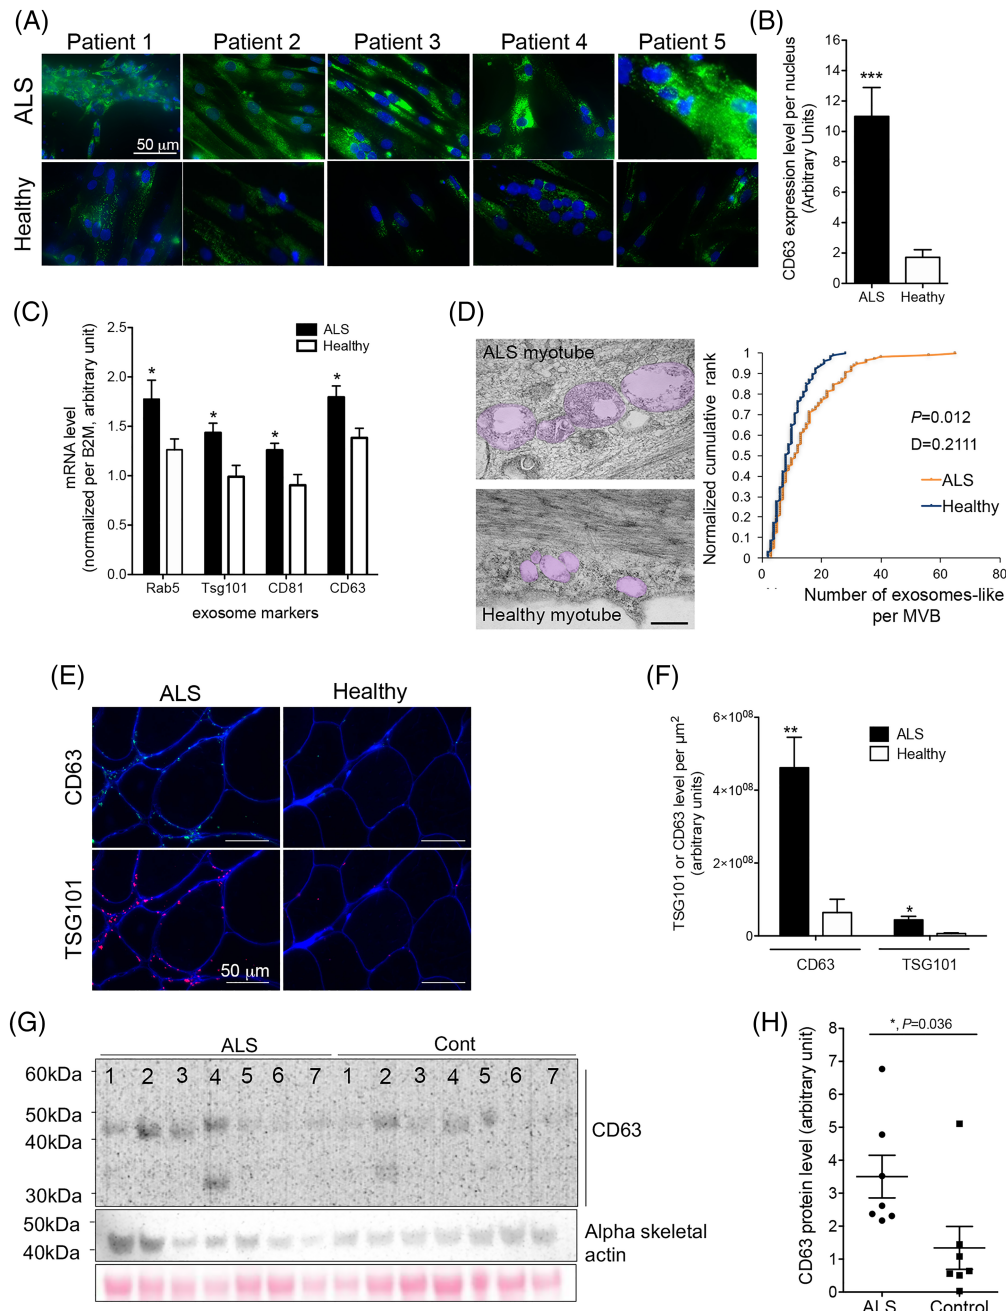 (A)
Patient 1 Patient 2 Patient 3 Patient 4 Patient 5
ALS
50 μm
Healthy
(B)
CD63 expression level per nucleus
(Arbitrary Units)
16
14
12
10
8
6
4
2
0
***
ALS Heathy
(C)
mRNA level
(normalized per B2M, arbitrary unit)
2.5
2.0
1.5
1.0
0.5
0.0
ALS
Healthy
* * * *
Rab5 Tsg101 CD81 CD63
exosome markers
(D)
ALS myotube
Healthy myotube
Normalized cumulative rank
1
0.9
0.8
0.7
0.6
0.5
0.4
0.3
0.2
0.1
0
P=0.012
D=0.2111
ALS
Healthy
0 20 40 60 80
Number of exosomes-like
per MVB
(E)
ALS Healthy
CD63
TSG101
50 μm
(F)
TSG101 or CD63 level per µm²
(arbitrary units)
6×10⁰⁸
4×10⁰⁸
2×10⁰⁸
0
ALS
Healthy
**
*
CD63 TSG101
(G)
ALS Cont
1 2 3 4 5 6 7 1 2 3 4 5 6 7
60kDa
50kDa
40kDa
30kDa
CD63
50kDa
40kDa
Alpha skeletal
actin
(H)
CD63 protein level (arbitrary unit)
8
7
6
5
4
3
2
1
0
*, P=0.036
ALS Control